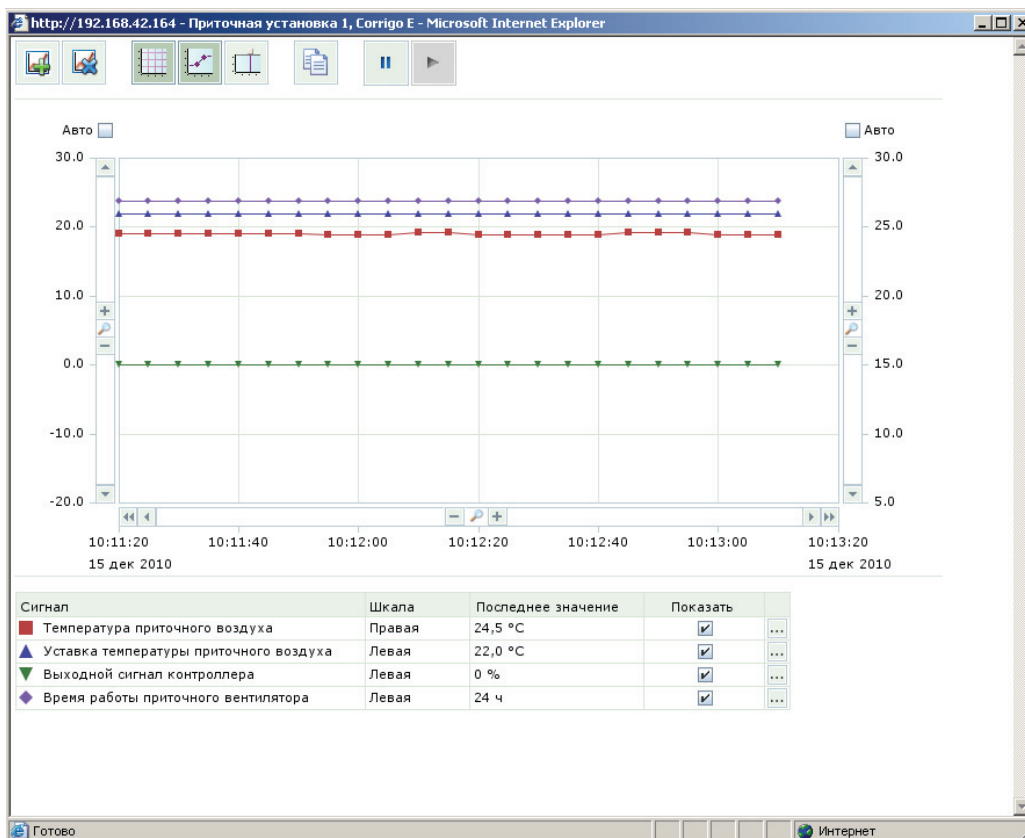 http://192.168.42.164 - Приточная установка 1, Corrigo E - Microsoft Internet Explorer
Авто Авто
30.0 30.0
20.0 25.0
10.0 20.0
0.0 15.0
-10.0 10.0
-20.0 5.0
10:11:20 10:11:40 10:12:00 10:12:20 10:12:40 10:13:00 10:13:20
15 дек 2010 15 дек 2010
Сигнал Шкала Последнее значение Показать
Температура приточного воздуха Правая 24,5 °C ...
Уставка температуры приточного воздуха Левая 22,0 °C ...
Выходной сигнал контроллера Левая 0 % ...
Время работы приточного вентилятора Левая 24 ч ...
Готово Интернет